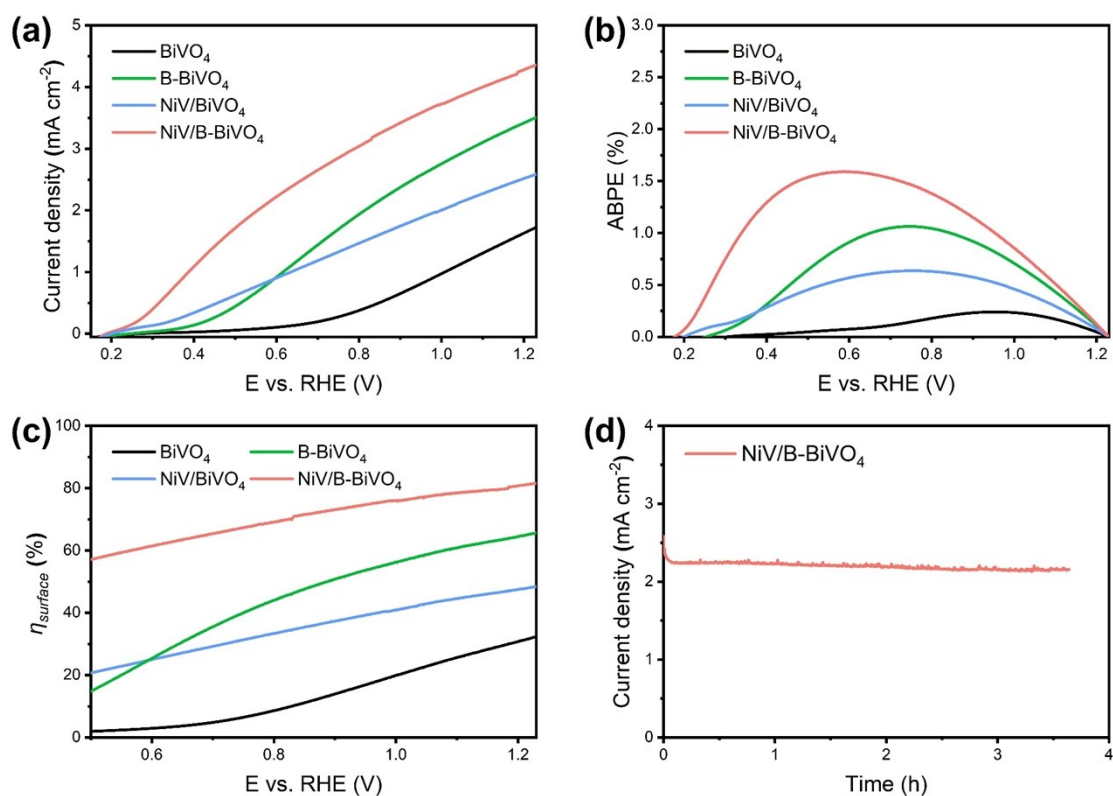 (a)
5
4
3
2
1
0
Current density (mA cm⁻²)
BiVO₄
B-BiVO₄
NiV/BiVO₄
NiV/B-BiVO₄
0.2 0.4 0.6 0.8 1.0 1.2
E vs. RHE (V)
(b)
3.0
2.5
2.0
1.5
1.0
0.5
0.0
ABPE (%)
BiVO₄
B-BiVO₄
NiV/BiVO₄
NiV/B-BiVO₄
0.2 0.4 0.6 0.8 1.0 1.2
E vs. RHE (V)
(c)
100
80
60
40
20
0
ηsurface (%)
BiVO₄ B-BiVO₄
NiV/BiVO₄ NiV/B-BiVO₄
0.6 0.8 1.0 1.2
E vs. RHE (V)
(d)
4
3
2
1
0
Current density (mA cm⁻²)
NiV/B-BiVO₄
0 1 2 3 4
Time (h)